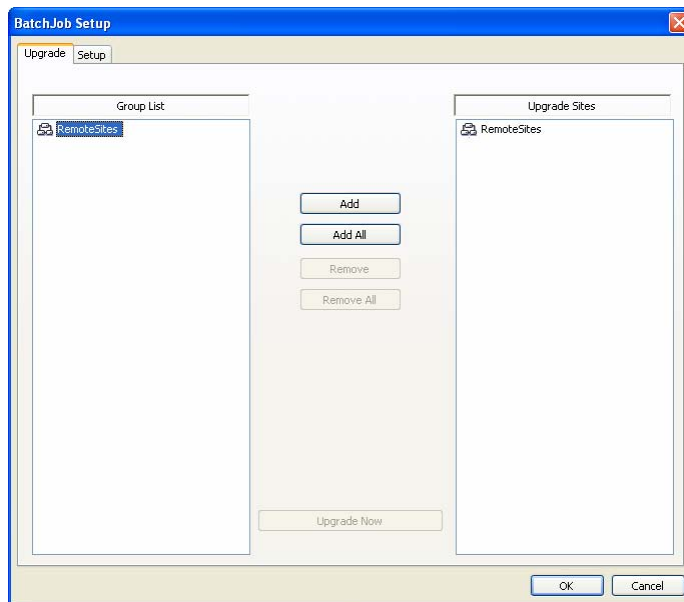 BatchJob Setup
Upgrade
Setup
Group List
Upgrade Sites
RemoteSites
RemoteSites
Add
Add All
Remove
Remove All
Upgrade Now
OK
Cancel